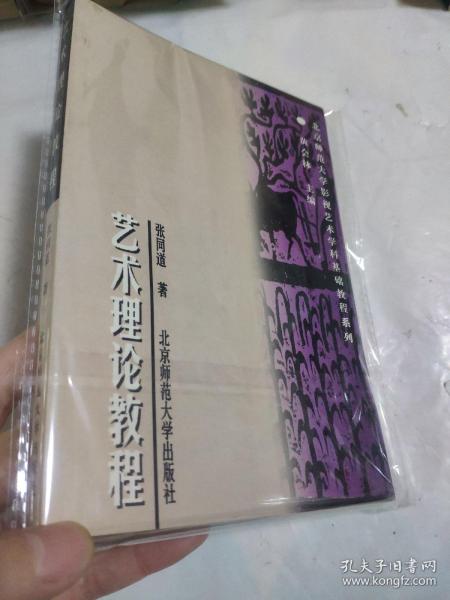 北京师范大学影视艺术学科基础教程系列
黄会林 主编
艺术理论教程
张同道 著
北京师范大学出版社
孔夫子旧书网
www.kongfz.com